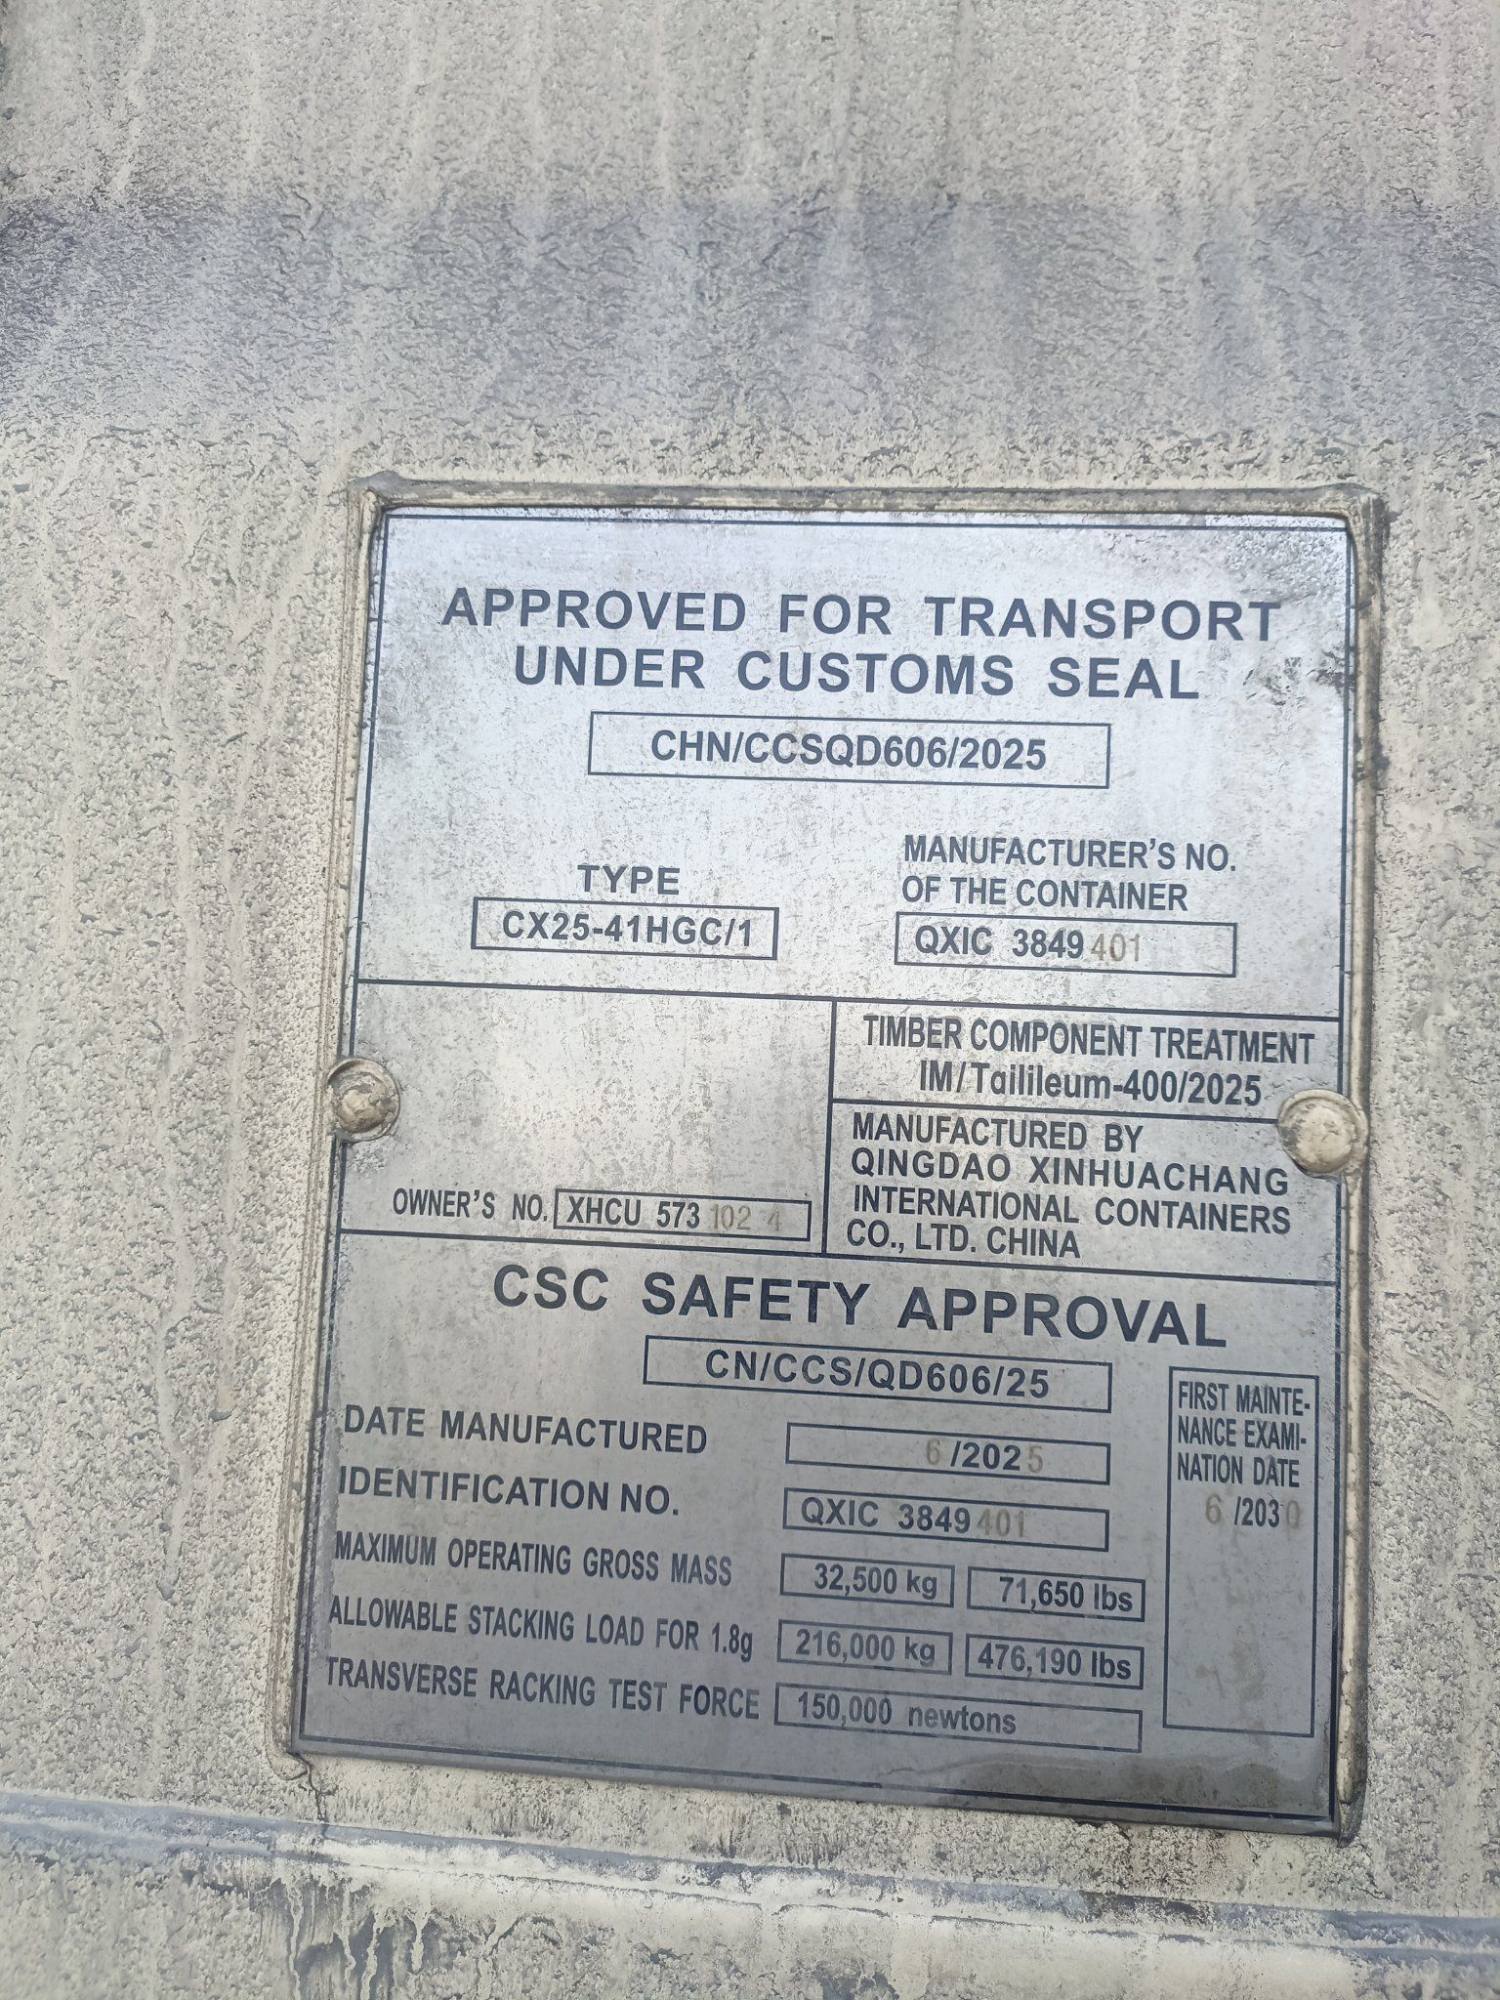 APPROVED FOR TRANSPORT
UNDER CUSTOMS SEAL
CHN/CCSQD606/2025
TYPE
CX25-41HGC/1
MANUFACTURER'S NO.
OF THE CONTAINER
QXIC 3849401
TIMBER COMPONENT TREATMENT
IM/Tailileum-400/2025
MANUFACTURED BY
QINGDAO XINHUACHANG
INTERNATIONAL CONTAINERS
CO., LTD. CHINA
OWNER'S NO. XHCU 573 102 4
CSC SAFETY APPROVAL
CN/CCS/QD606/25
DATE MANUFACTURED 6/2025
IDENTIFICATION NO. QXIC 3849401
MAXIMUM OPERATING GROSS MASS 32,500 kg 71,650 lbs
ALLOWABLE STACKING LOAD FOR 1.8g 216,000 kg 476,190 lbs
TRANSVERSE RACKING TEST FORCE 150,000 newtons
FIRST MAINTE-
NANCE EXAMI-
NATION DATE
6/2030